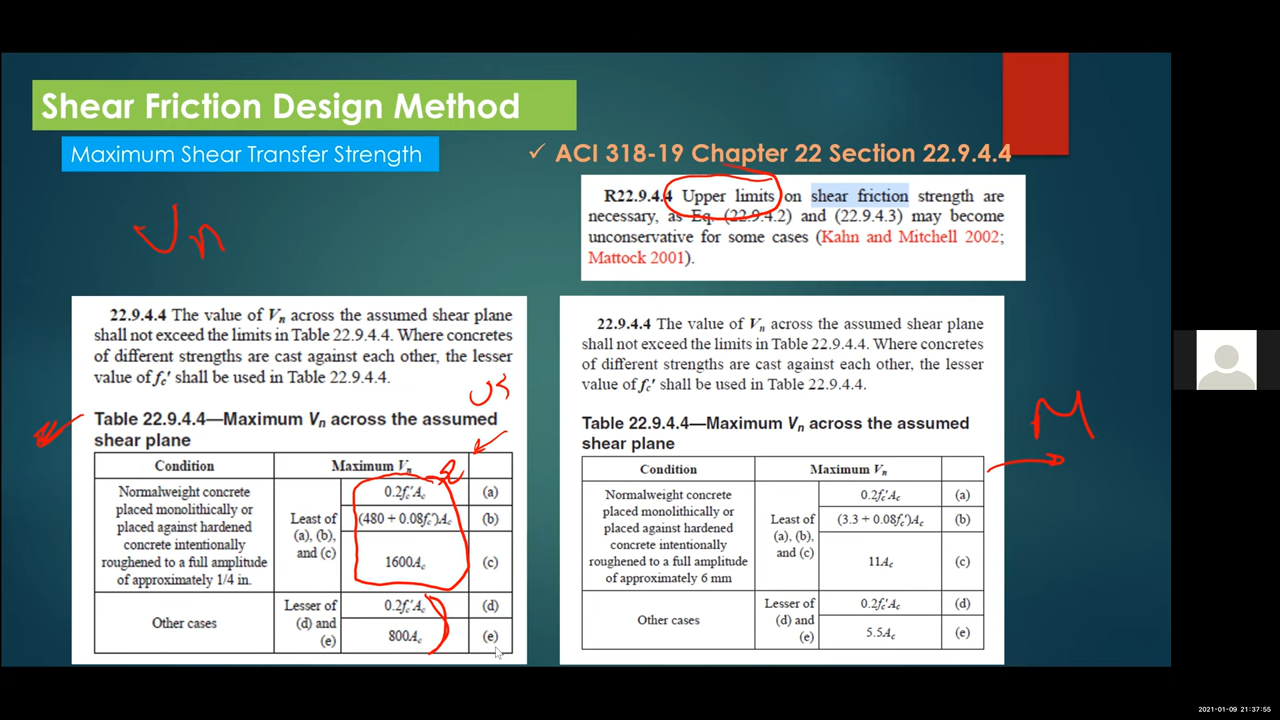 Shear Friction Design Method
Maximum Shear Transfer Strength
✓ ACI 318-19 Chapter 22 Section 22.9.4.4
R22.9.4.4 Upper limits on shear friction strength are
necessary, as Eq. (22.9.4.2) and (22.9.4.3) may become
unconservative for some cases (Kahn and Mitchell 2002;
Mattock 2001).
Vn
22.9.4.4 The value of Vn across the assumed shear plane
shall not exceed the limits in Table 22.9.4.4. Where concretes
of different strengths are cast against each other, the lesser
value of fc′ shall be used in Table 22.9.4.4.
US
Table 22.9.4.4—Maximum Vn across the assumed
shear plane
Condition Maximum Vn
Normalweight concrete
placed monolithically or
placed against hardened
concrete intentionally
roughened to a full amplitude
of approximately 1/4 in.
Least of
(a), (b),
and (c)
0.2fc′Ac (a)
(480 + 0.08fc′)Ac (b)
1600Ac (c)
Other cases
Lesser of
(d) and
(e)
0.2fc′Ac (d)
800Ac (e)
22.9.4.4 The value of Vn across the assumed shear plane
shall not exceed the limits in Table 22.9.4.4. Where concretes
of different strengths are cast against each other, the lesser
value of fc′ shall be used in Table 22.9.4.4.
M
Table 22.9.4.4—Maximum Vn across the assumed
shear plane
Condition Maximum Vn
Normalweight concrete
placed monolithically or
placed against hardened
concrete intentionally
roughened to a full amplitude
of approximately 6 mm
Least of
(a), (b),
and (c)
0.2fc′Ac (a)
(3.3 + 0.08fc′)Ac (b)
11Ac (c)
Other cases
Lesser of
(d) and
(e)
0.2fc′Ac (d)
5.5Ac (e)
2021-01-09 21:37:55